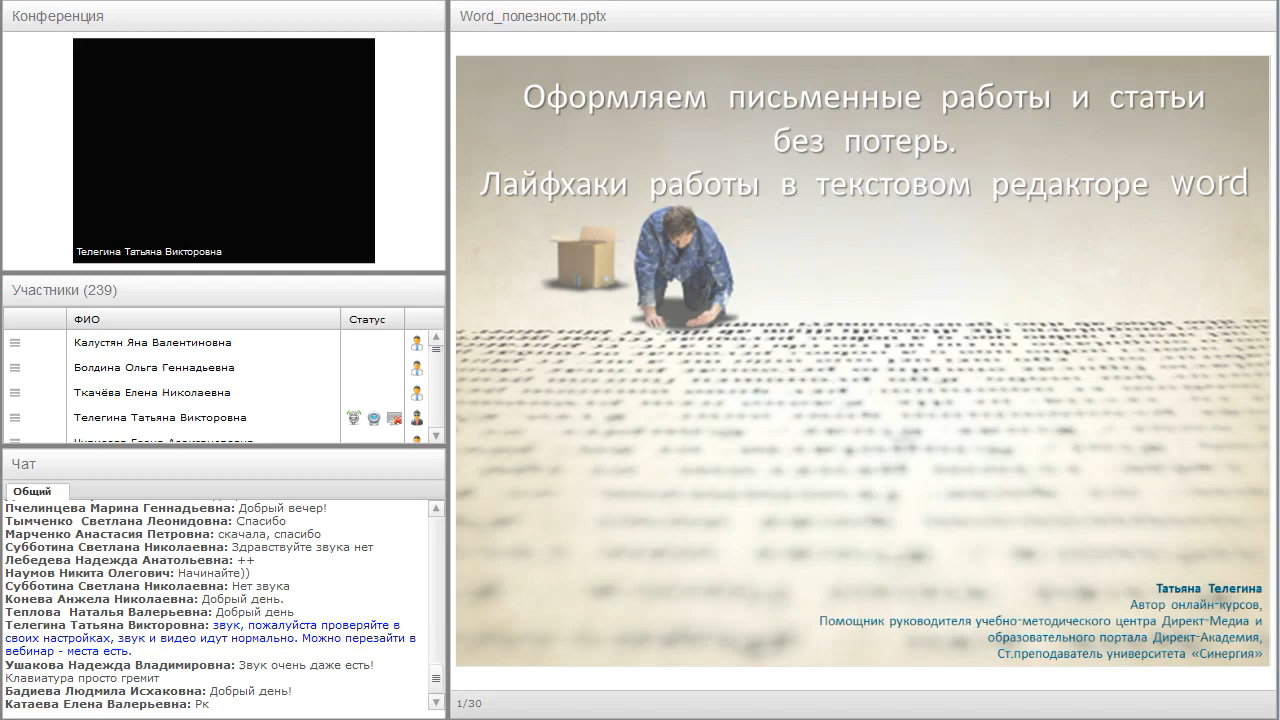 Конференция
Телегина Татьяна Викторовна
Участники (239)
ФИО
Статус
Калустян Яна Валентиновна
Болдина Ольга Геннадьевна
Ткачёва Елена Николаевна
Телегина Татьяна Викторовна
Чат
Общий
Пчелинцева Марина Геннадьевна: Добрый вечер!
Тымченко Светлана Леонидовна: Спасибо
Марченко Анастасия Петровна: скачала, спасибо
Субботина Светлана Николаевна: Здравствуйте звука нет
Лебедева Надежда Анатольевна: ++
Наумов Никита Олегович: Начинайте))
Субботина Светлана Николаевна: Нет звука
Конева Анжела Николаевна: Добрый день.
Теплова Наталья Валерьевна: Добрый день
Телегина Татьяна Викторовна: звук, пожалуйста проверяйте в
своих настройках, звук и видео идут нормально. Можно перезайти в
вебинар - места есть.
Ушакова Надежда Владимировна: Звук очень даже есть!
Клавиатура просто гремит
Бадиева Людмила Исхаковна: Добрый день!
Катаева Елена Валерьевна: Рк
Word_полезности.pptx
Оформляем письменные работы и статьи
без потерь.
Лайфхаки работы в текстовом редакторе word
Татьяна Телегина
Автор онлайн-курсов,
Помощник руководителя учебно-методического центра Директ-Медиа и
образовательного портала Директ-Академия,
Ст.преподаватель университета «Синергия»
1/30